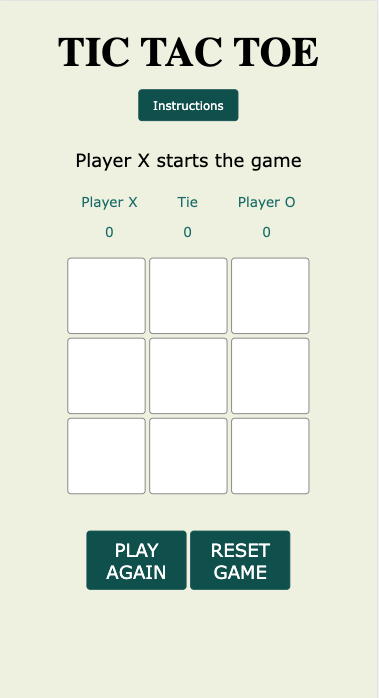 TIC TAC TOE
Instructions
Player X starts the game
Player X Tie Player O
0 0 0
PLAY AGAIN
RESET GAME